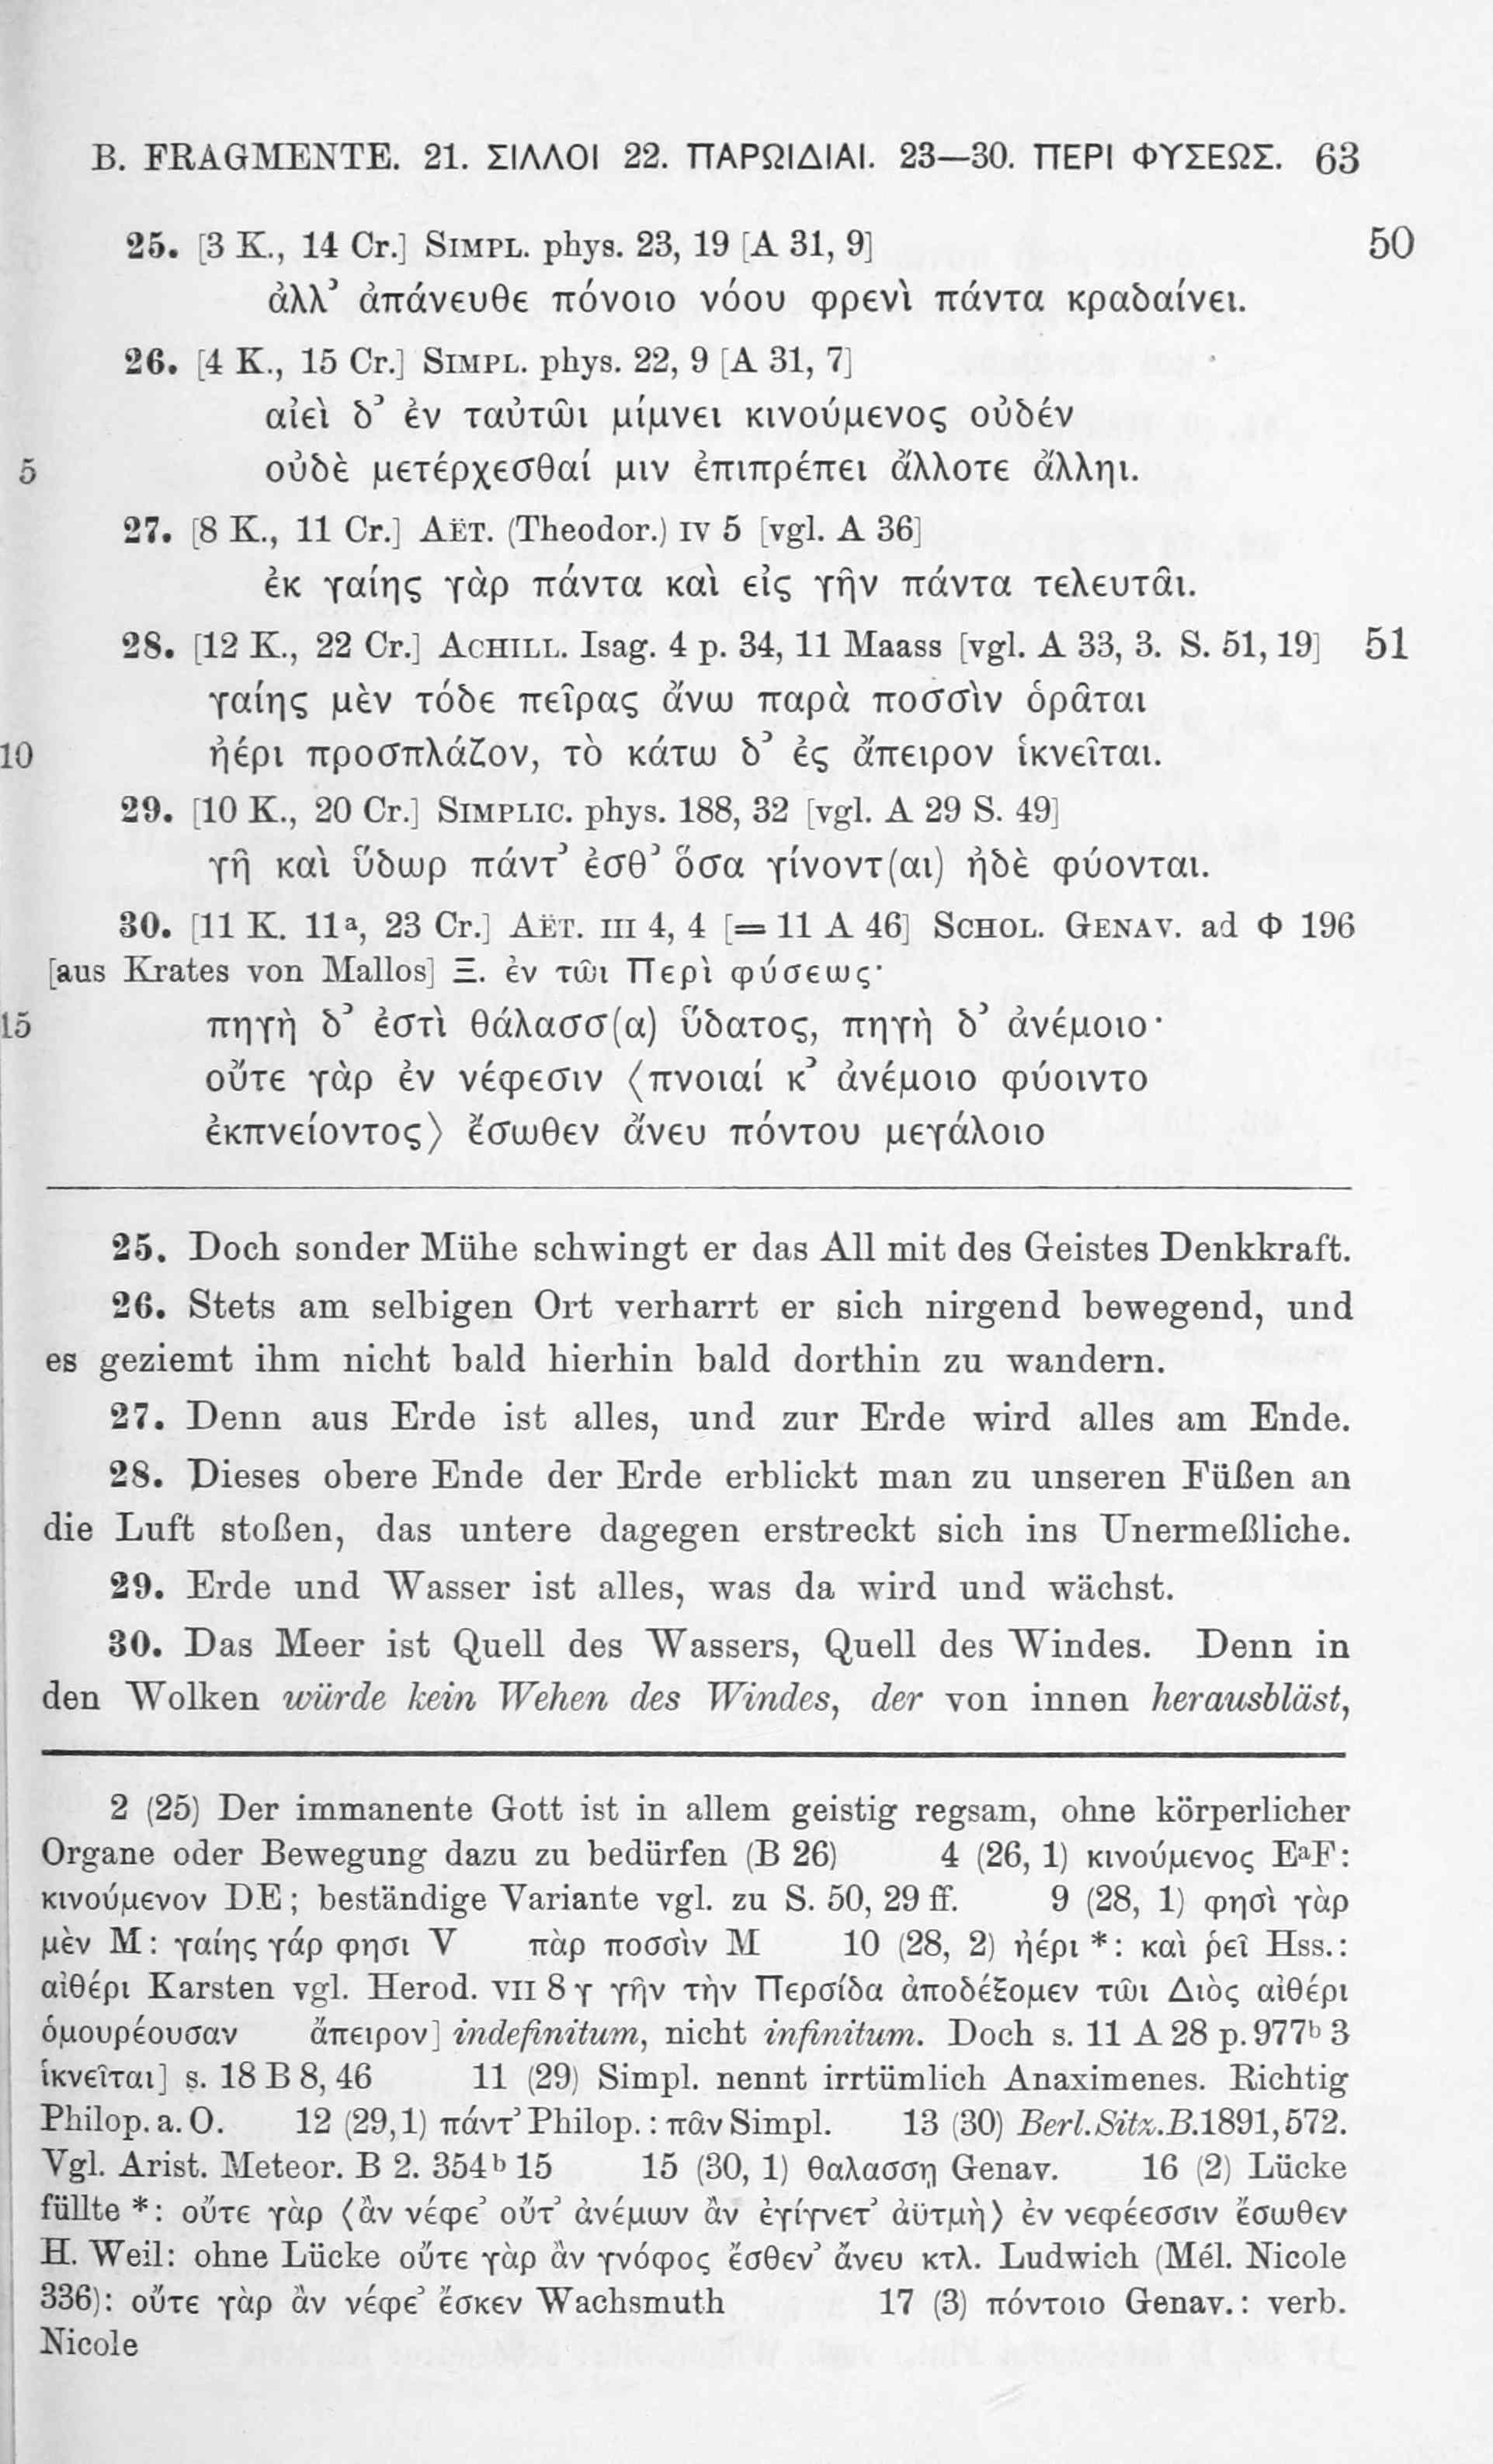 B. FRAGMENTE. 21. ΣΙΛΛΟΙ 22. ΠΑΡΩΙΔΙΑΙ. 23—30. ΠΕΡΙ ΦΥΣΕΩΣ. 63
25. [3 K., 14 Cr.] SIMPL. phys. 23, 19 [A 31, 9] 50
ἀλλ’ ἀπάνευθε πόνοιο νόου φρενὶ πάντα κραδαίνει.
26. [4 K., 15 Cr.] SIMPL. phys. 22, 9 [A 31, 7]
αἰεὶ δ’ ἐν ταὐτῶι μίμνει κινούμενος οὐδέν
5 οὐδὲ μετέρχεσθαί μιν ἐπιπρέπει ἄλλοτε ἄλληι.
27. [8 K., 11 Cr.] AËT. (Theodor.) IV 5 [vgl. A 36]
ἐκ γαίης γὰρ πάντα καὶ εἰς γῆν πάντα τελευτᾶι.
28. [12 K., 22 Cr.] ACHILL. Isag. 4 p. 34, 11 Maass [vgl. A 33, 3. S. 51, 19] 51
γαίης μὲν τόδε πεῖρας ἄνω παρὰ ποσσὶν ὁρᾶται
10 ἠέρι προσπλάζον, τὸ κάτω δ’ ἐς ἄπειρον ἱκνεῖται.
29. [10 K., 20 Cr.] SIMPLIC. phys. 188, 32 [vgl. A 29 S. 49]
γῆ καὶ ὕδωρ πάντ’ ἐσθ’ ὅσα γίνοντ(αι) ἠδὲ φύονται.
30. [11 K. 11ª, 23 Cr.] AËT. III 4, 4 [= 11 A 46] SCHOL. GENAV. ad Φ 196
[aus Krates von Mallos] Ξ. ἐν τῶι Περὶ φύσεως·
15 πηγὴ δ’ ἐστὶ θάλασσ(α) ὕδατος, πηγὴ δ’ ἀνέμοιο·
οὔτε γὰρ ἐν νέφεσιν ⟨πνοιαί κ’ ἀνέμοιο φύοιντο
ἐκπνείοντος⟩ ἔσωθεν ἄνευ πόντου μεγάλοιο
25. Doch sonder Mühe schwingt er das All mit des Geistes Denkkraft.
26. Stets am selbigen Ort verharrt er sich nirgend bewegend, und
es geziemt ihm nicht bald hierhin bald dorthin zu wandern.
27. Denn aus Erde ist alles, und zur Erde wird alles am Ende.
28. Dieses obere Ende der Erde erblickt man zu unseren Füßen an
die Luft stoßen, das untere dagegen erstreckt sich ins Unermeßliche.
29. Erde und Wasser ist alles, was da wird und wächst.
30. Das Meer ist Quell des Wassers, Quell des Windes. Denn in
den Wolken würde kein Wehen des Windes, der von innen herausbläst,
2 (25) Der immanente Gott ist in allem geistig regsam, ohne körperlicher
Organe oder Bewegung dazu zu bedürfen (B 26) 4 (26, 1) κινούμενος EªF:
κινούμενον DE; beständige Variante vgl. zu S. 50, 29 ff. 9 (28, 1) φησὶ γὰρ
μὲν M: γαίης γάρ φησι V πὰρ ποσσὶν M 10 (28, 2) ἠέρι *: καὶ ῥεῖ Hss.:
αἰθέρι Karsten vgl. Herod. VII 8 γ γῆν τὴν Περσίδα ἀποδέξομεν τῶι Διὸς αἰθέρι
ὁμουρέουσαν ἄπειρον] indefinitum, nicht infinitum. Doch s. 11 A 28 p. 977ᵇ 3
ἱκνεῖται] s. 18 B 8, 46 11 (29) Simpl. nennt irrtümlich Anaximenes. Richtig
Philop. a. O. 12 (29,1) πάντ’ Philop.: πᾶν Simpl. 13 (30) Berl. Sitz. B. 1891, 572.
Vgl. Arist. Meteor. B 2. 354ᵇ 15 15 (30, 1) θαλασσῃ Genav. 16 (2) Lücke
füllte *: οὔτε γὰρ ⟨ἂν νέφε’ οὔτ’ ἀνέμων ἂν ἐγίγνετ’ ἀϋτμὴ⟩ ἐν νεφέεσσιν ἔσωθεν
H. Weil: ohne Lücke οὔτε γὰρ ἂν γνόφος ἔσθεν’ ἄνευ κτλ. Ludwich (Mél. Nicole
336): οὔτε γὰρ ἂν νέφε’ ἔσκεν Wachsmuth 17 (3) πόντοιο Genav.: verb.
Nicole